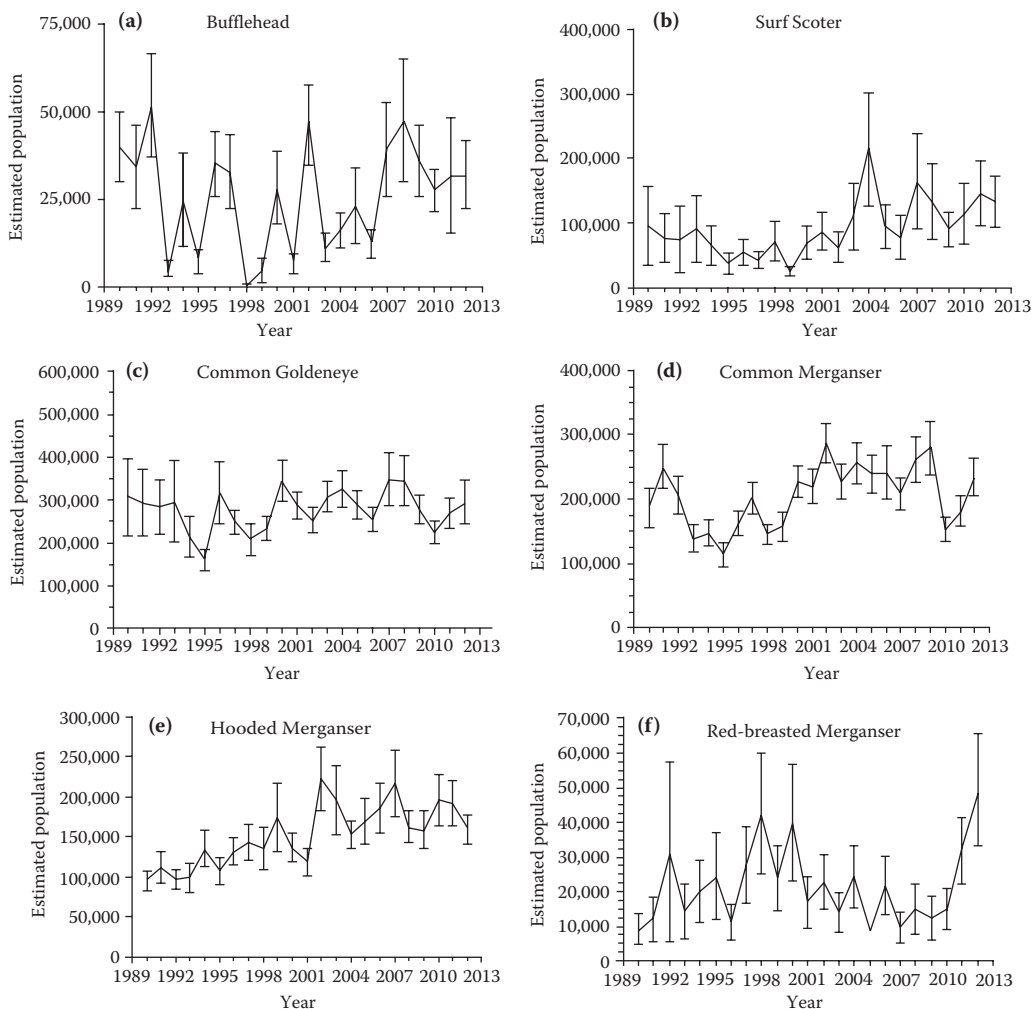 (a) Bufflehead
75,000
50,000
25,000
0
Estimated population
1989 1992 1995 1998 2001 2004 2007 2010 2013
Year
(b) Surf Scoter
400,000
300,000
200,000
100,000
0
Estimated population
1989 1992 1995 1998 2001 2004 2007 2010 2013
Year
(c) Common Goldeneye
600,000
500,000
400,000
300,000
200,000
100,000
0
Estimated population
1989 1992 1995 1998 2001 2004 2007 2010 2013
Year
(d) Common Merganser
400,000
300,000
200,000
100,000
0
Estimated population
1989 1992 1995 1998 2001 2004 2007 2010 2013
Year
(e) Hooded Merganser
300,000
250,000
200,000
150,000
100,000
50,000
0
Estimated population
1989 1992 1995 1998 2001 2004 2007 2010 2013
Year
(f) Red-breasted Merganser
70,000
60,000
50,000
40,000
30,000
20,000
10,000
0
Estimated population
1989 1992 1995 1998 2001 2004 2007 2010 2013
Year